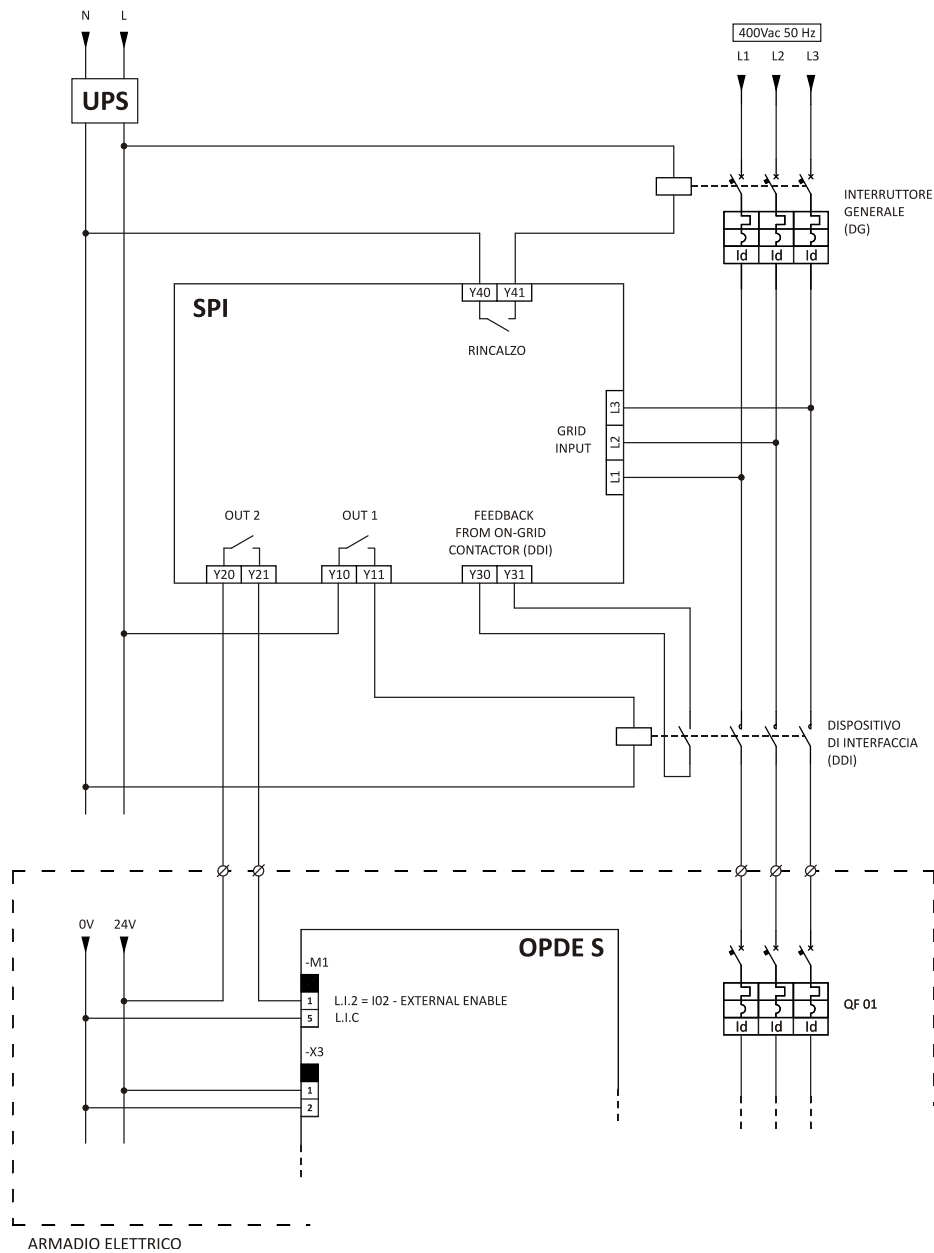 N L
400Vac 50 Hz
L1 L2 L3
UPS
INTERRUTTORE
GENERALE
(DG)
Id Id Id
SPI
Y40 Y41
RINCALZO
L3
L2
L1
GRID
INPUT
OUT 2
OUT 1
FEEDBACK
FROM ON-GRID
CONTACTOR (DDI)
Y20 Y21
Y10 Y11
Y30 Y31
DISPOSITIVO
DI INTERFACCIA
(DDI)
0V 24V
OPDE S
-M1
1 L.I.2 = I02 - EXTERNAL ENABLE
5 L.I.C
-X3
1
2
QF 01
Id Id Id
ARMADIO ELETTRICO